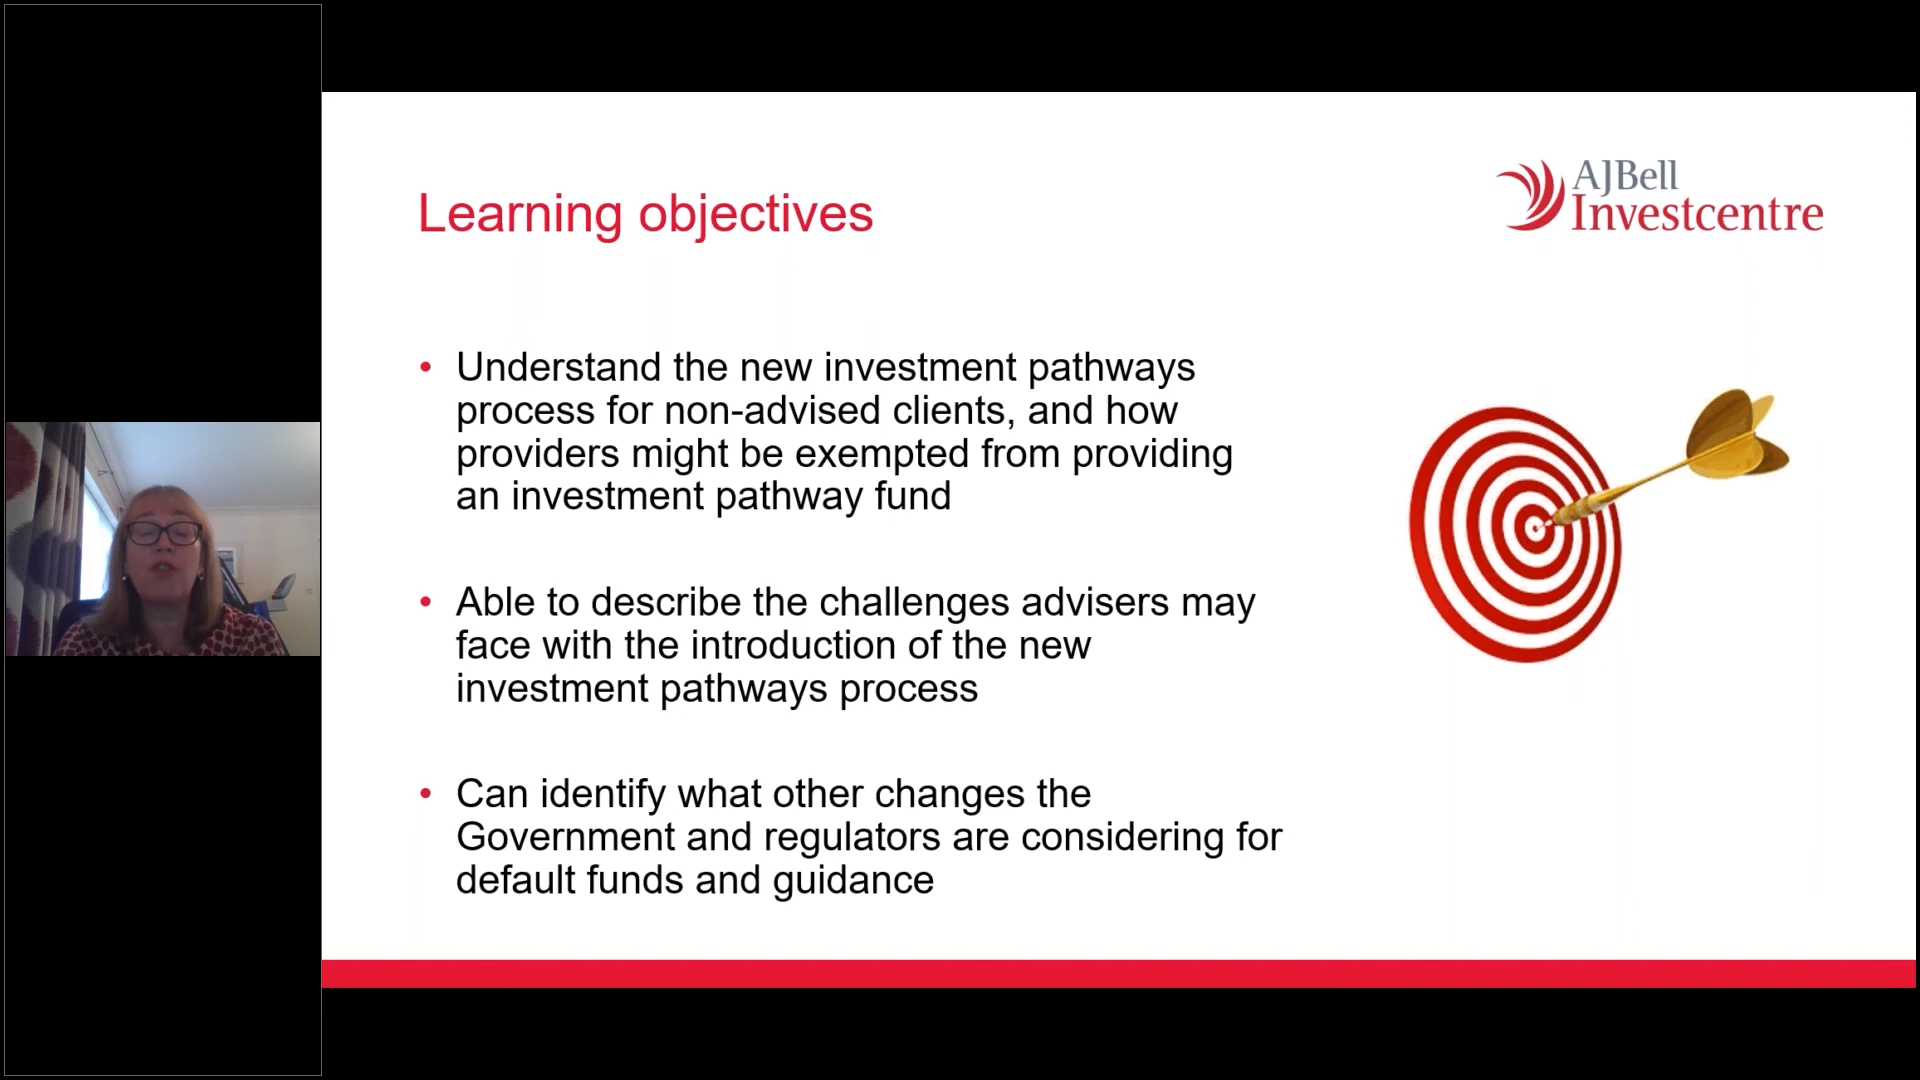 AJBell
Investcentre
Learning objectives
• Understand the new investment pathways
process for non-advised clients, and how
providers might be exempted from providing
an investment pathway fund
• Able to describe the challenges advisers may
face with the introduction of the new
investment pathways process
• Can identify what other changes the
Government and regulators are considering for
default funds and guidance